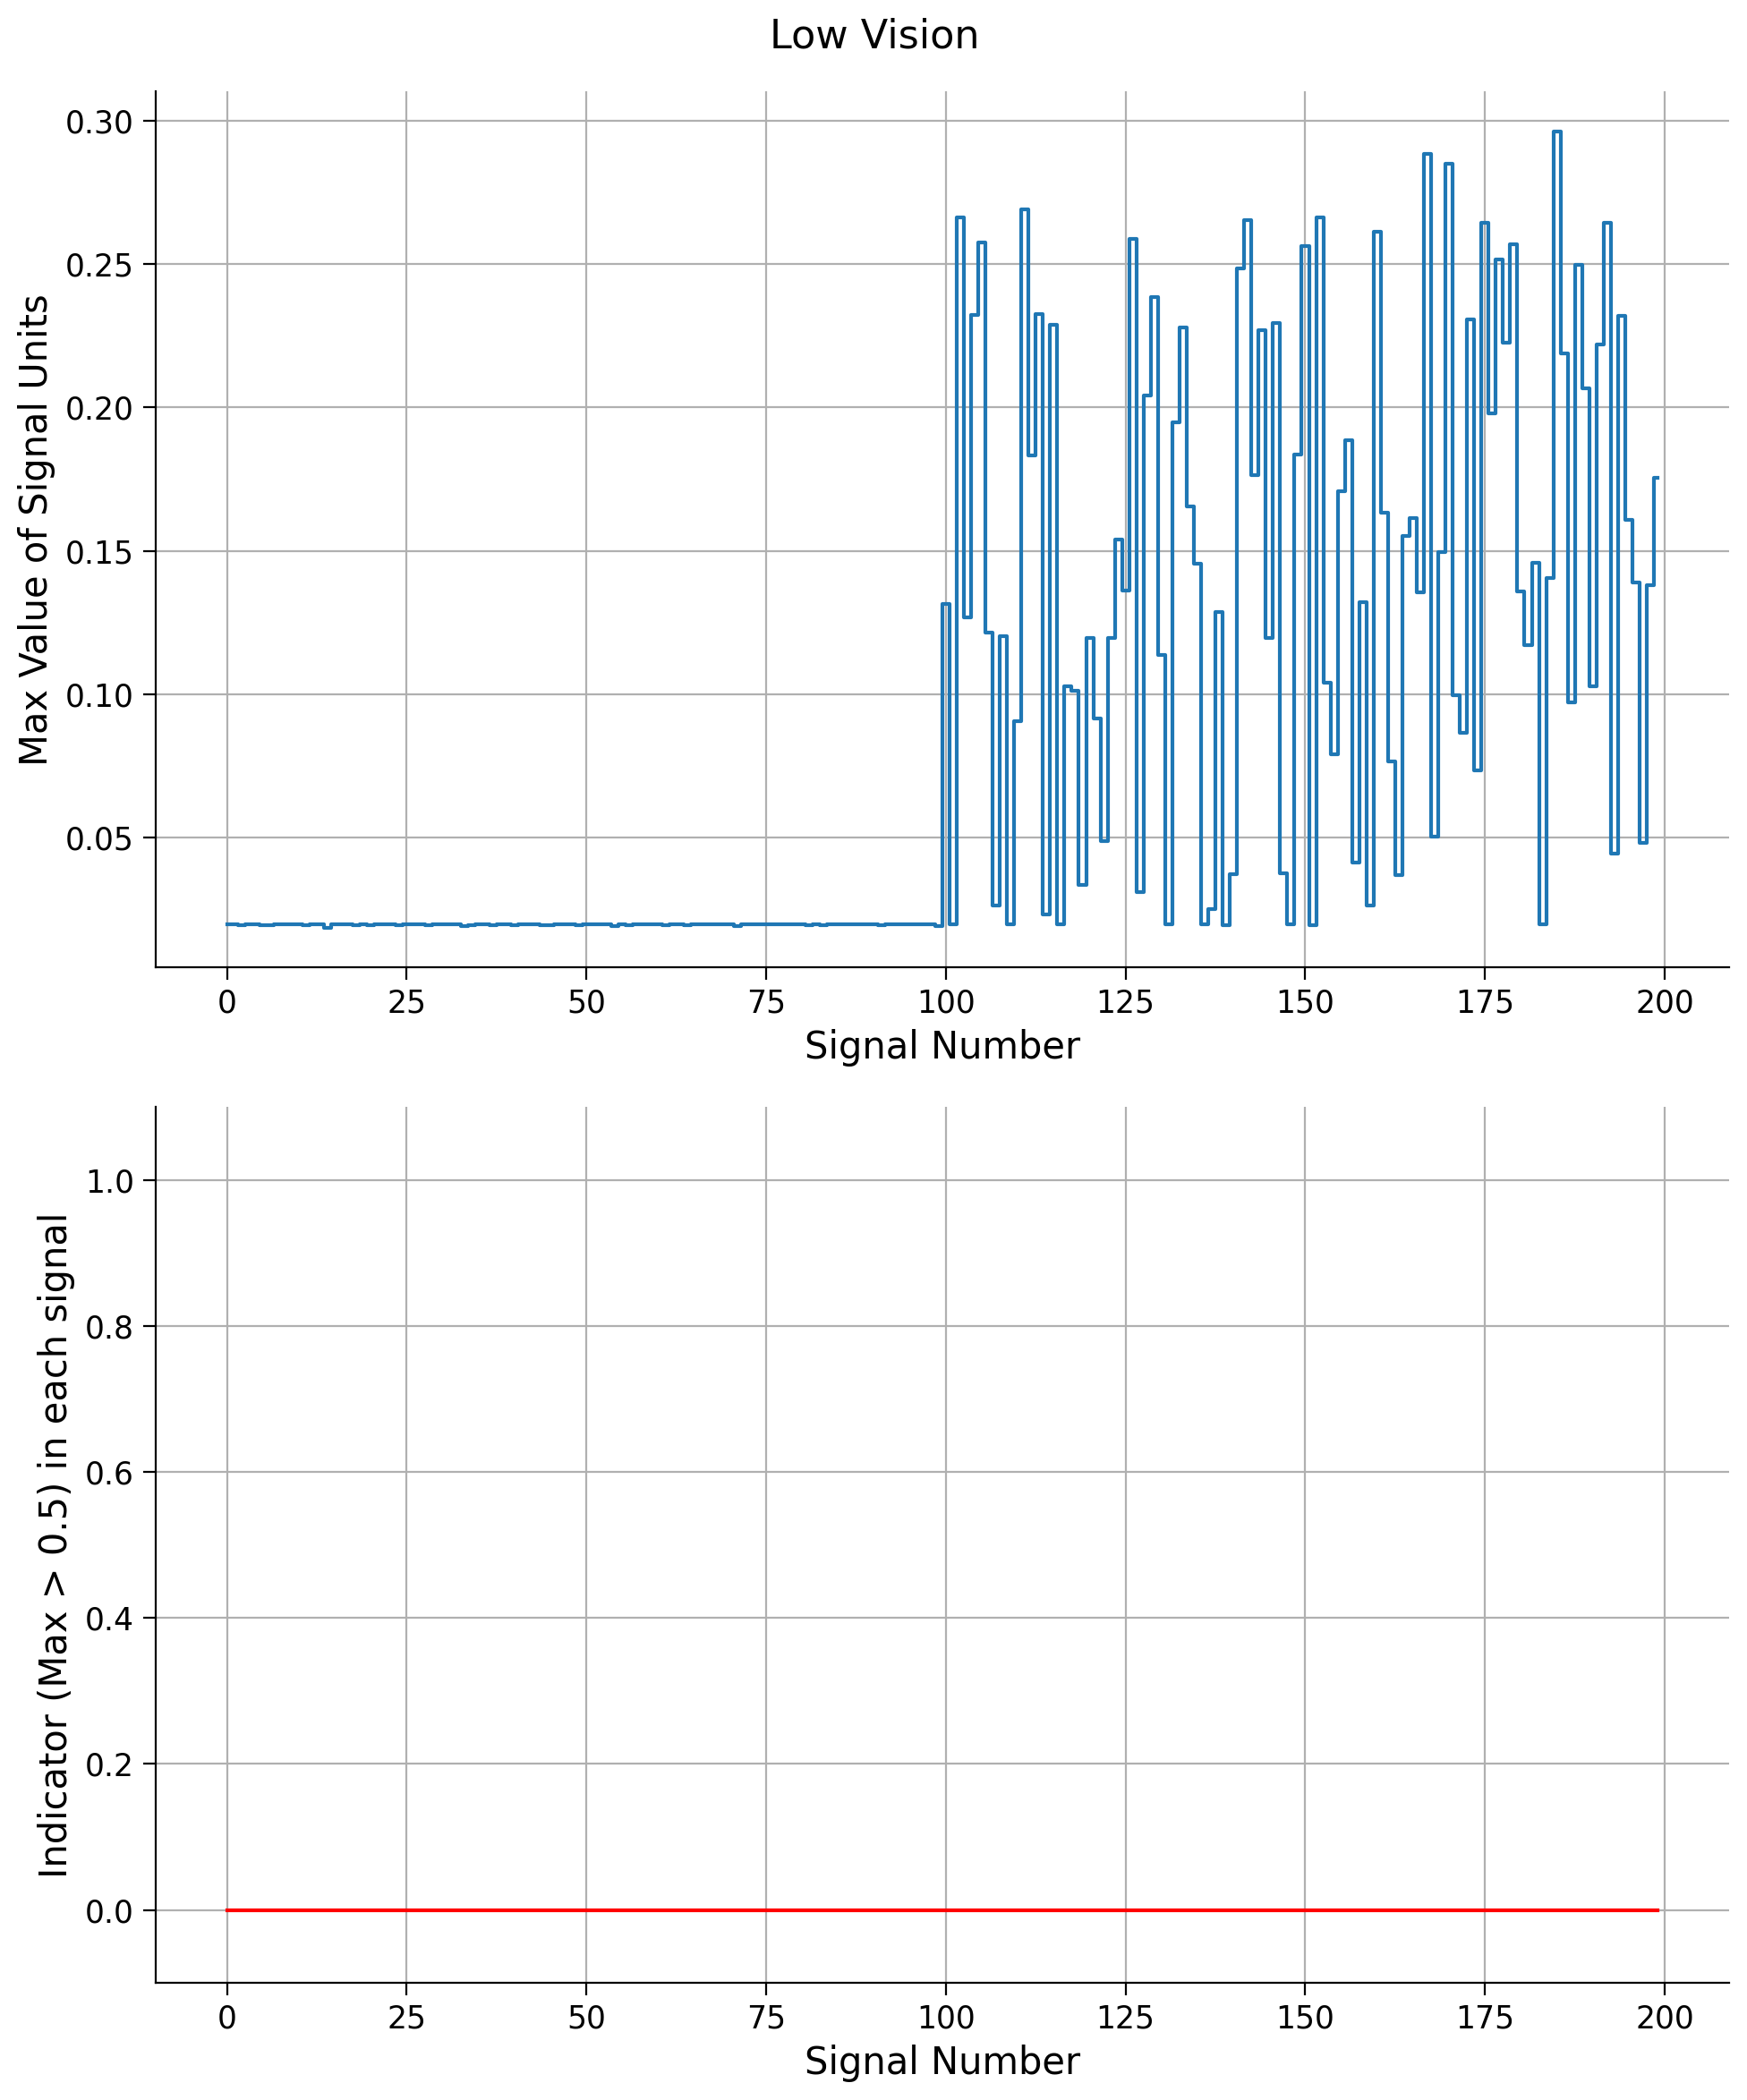 Low Vision
Max Value of Signal Units
0.30
0.25
0.20
0.15
0.10
0.05
0 25 50 75 100 125 150 175 200
Signal Number
Indicator (Max > 0.5) in each signal
1.0
0.8
0.6
0.4
0.2
0.0
0 25 50 75 100 125 150 175 200
Signal Number